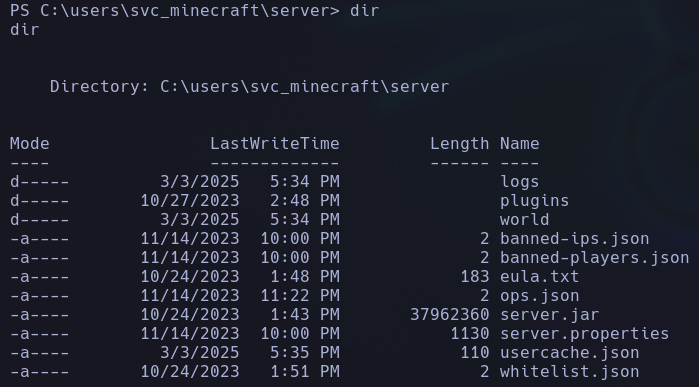 PS C:\users\svc_minecraft\server> dir
dir
Directory: C:\users\svc_minecraft\server
Mode LastWriteTime Length Name
---- ------------- ------ ----
d----- 3/3/2025 5:34 PM logs
d----- 10/27/2023 2:48 PM plugins
d----- 3/3/2025 5:34 PM world
-a---- 11/14/2023 10:00 PM 2 banned-ips.json
-a---- 11/14/2023 10:00 PM 2 banned-players.json
-a---- 10/24/2023 1:48 PM 183 eula.txt
-a---- 11/14/2023 11:22 PM 2 ops.json
-a---- 10/24/2023 1:43 PM 37962360 server.jar
-a---- 11/14/2023 10:00 PM 1130 server.properties
-a---- 3/3/2025 5:35 PM 110 usercache.json
-a---- 10/24/2023 1:51 PM 2 whitelist.json